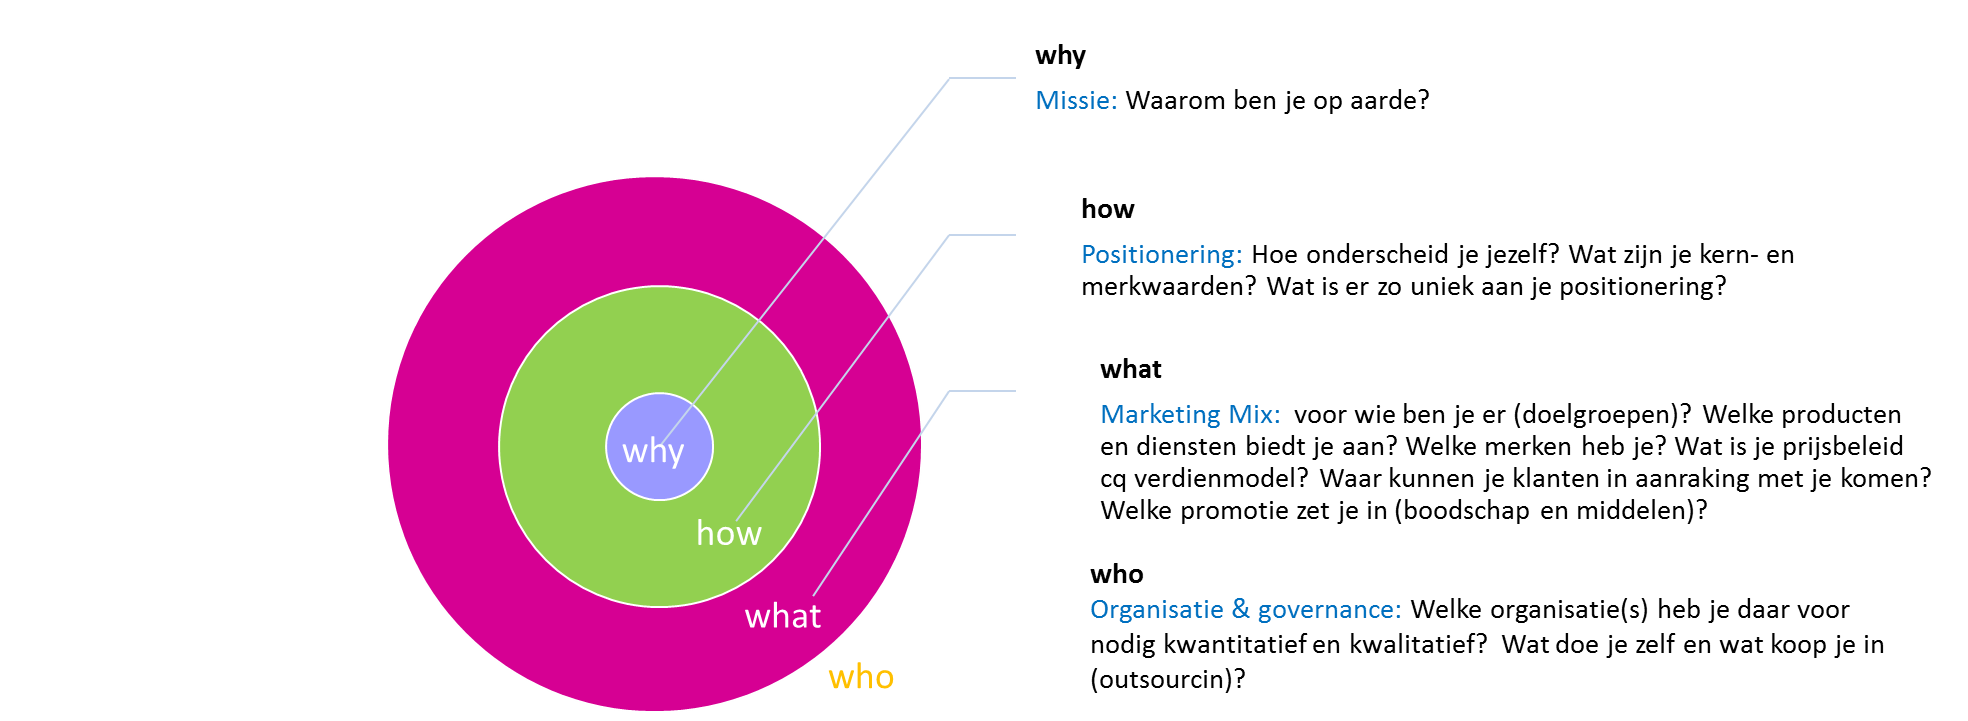 why
Missie: Waarom ben je op aarde?
how
Positionering: Hoe onderscheid je jezelf? Wat zijn je kern- en
merkwaarden? Wat is er zo uniek aan je positionering?
what
Marketing Mix:  voor wie ben je er (doelgroepen)? Welke producten
en diensten biedt je aan? Welke merken heb je? Wat is je prijsbeleid
cq verdienmodel? Waar kunnen je klanten in aanraking met je komen?
Welke promotie zet je in (boodschap en middelen)?
who
Organisatie & governance: Welke organisatie(s) heb je daar voor
nodig kwantitatief en kwalitatief?  Wat doe je zelf en wat koop je in
(outsourcin)?
why
how
what
who